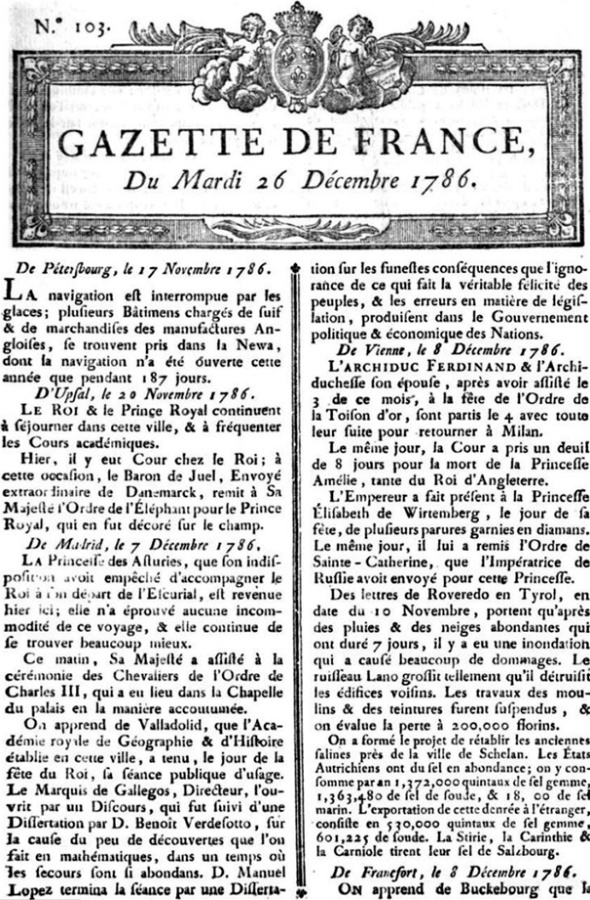 N.º 103.
GAZETTE DE FRANCE,
Du Mardi 26 Décembre 1786.
De Pétersbourg, le 17 Novembre 1786.
LA navigation est interrompue par les
glaces; plusieurs Bâtimens chargés de suif
& de marchandises des manufactures An-
gloises, se trouvent pris dans la Newa,
dont la navigation n'a été ouverte cette
année que pendant 187 jours.
D'Upsal, le 20 Novembre 1786.
LE ROI & le Prince Royal continuent
à séjourner dans cette ville, & à fréquenter
les Cours académiques.
Hier, il y eut Cour chez le Roi; à
cette occasion, le Baron de Juel, Envoyé
extraordinaire de Danemarck, remit à Sa
Majesté l'Ordre de l'Éléphant pour le Prince
Royal, qui en fut décoré sur le champ.
De Madrid, le 7 Décembre 1786.
LA Princesse des Asturies, que son indis-
position avoit empêché d'accompagner le
Roi à son départ de l'Escurial, est revenue
hier ici; elle n'a éprouvé aucune incom-
modité de ce voyage, & elle continue de
se trouver beaucoup mieux.
Ce matin, Sa Majesté a assisté à la
cérémonie des Chevaliers de l'Ordre de
Charles III, qui a eu lieu dans la Chapelle
du palais en la manière accoutumée.
On apprend de Valladolid, que l'Aca-
démie royale de Géographie & d'Histoire
établie en cette ville, a tenu, le jour de la
fête du Roi, sa séance publique d'usage.
Le Marquis de Gallegos, Directeur, l'ou-
vrit par un Discours, qui fut suivi d'une
Dissertation par D. Benoît Verdesotto, sur
la cause du peu de découvertes que l'on
fait en mathématiques, dans un temps où
les secours sont si abondans. D. Manuel
Lopez termina la séance par une Disserta-
tion sur les funestes conséquences que l'igno-
rance de ce qui fait la véritable félicité des
peuples, & les erreurs en matière de légis-
lation, produisent dans le Gouvernement
politique & économique des Nations.
De Vienne, le 8 Décembre 1786.
L'ARCHIDUC FERDINAND & l'Archi-
duchesse son épouse, après avoir assisté le
3 de ce mois, à la fête de l'Ordre de
la Toison d'or, sont partis le 4 avec toute
leur suite pour retourner à Milan.
Le même jour, la Cour a pris un deuil
de 8 jours pour la mort de la Princesse
Amélie, tante du Roi d'Angleterre.
L'Empereur a fait présent à la Princesse
Élisabeth de Wirtemberg, le jour de sa
fête, de plusieurs parures garnies en diamans.
Le même jour, il lui a remis l'Ordre de
Sainte-Catherine, que l'Impératrice de
Russie avoit envoyé pour cette Princesse.
Des lettres de Roveredo en Tyrol, en
date du 10 Novembre, portent qu'après
des pluies & des neiges abondantes qui
ont duré 7 jours, il y a eu une inondation
qui a causé beaucoup de dommages. Le
ruisseau Lano grossit tellement qu'il détruisit
les édifices voisins. Les travaux des mou-
lins & des teintures furent suspendus, &
on évalue la perte à 200,000 florins.
On a formé le projet de rétablir les anciennes
salines près de la ville de Schelan. Les États
Autrichiens ont du sel en abondance; on y con-
somme par an 1,372,000 quintaux de sel gemme,
1,363,480 de sel de soude, & 18, 00 de sel
marin. L'exportation de cette denrée à l'étranger,
consiste en 530,000 quintaux de sel gemme,
601,225 de soude. La Stirie, la Carinthie &
la Carniole tirent leur sel de Salzbourg.
De Francfort, le 8 Décembre 1786.
ON apprend de Buckebourg que la